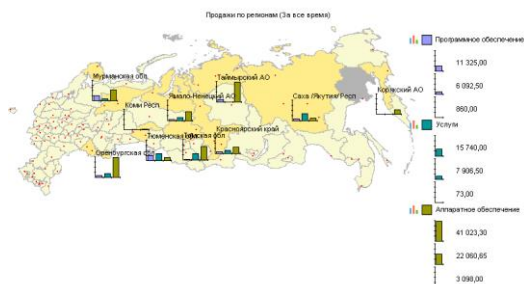 Продажи по регионам (За все время)
Программное обеспечение
11 325,00
6 092,50
860,00
Услуги
15 740,00
7 906,50
73,00
Аппаратное обеспечение
41 023,30
22 060,65
3 098,00
Мурманская обл
Таймырский АО
Коми Респ
Ямало-Ненецкий АО
Саха /Якутия/ Респ
Корякский АО
Красноярский край
Тюменская
обл
Оренбургская обл